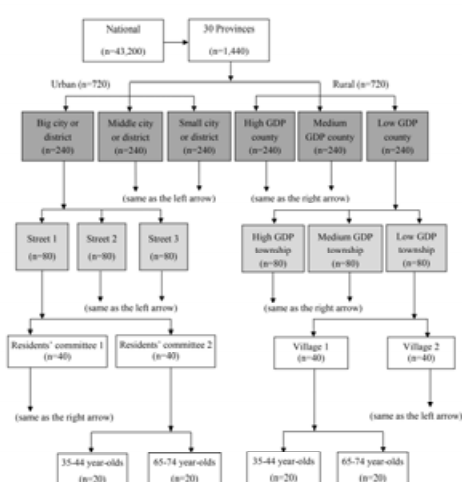 National
(n=43,200)
30 Provinces
(n=1,440)
Urban (n=720)
Rural (n=720)
Big city or
district
(n=240)
Middle city
or district
(n=240)
Small city
or district
(n=240)
High GDP
county
(n=240)
Medium
GDP county
(n=240)
Low GDP
county
(n=240)
(same as the left arrow)
(same as the right arrow)
Street 1
(n=80)
Street 2
(n=80)
Street 3
(n=80)
High GDP
township
(n=80)
Medium GDP
township
(n=80)
Low GDP
township
(n=80)
(same as the left arrow)
(same as the right arrow)
Residents' committee 1
(n=40)
Residents' committee 2
(n=40)
Village 1
(n=40)
Village 2
(n=40)
(same as the right arrow)
(same as the left arrow)
35-44 year-olds
(n=20)
65-74 year-olds
(n=20)
35-44 year-olds
(n=20)
65-74 year-olds
(n=20)